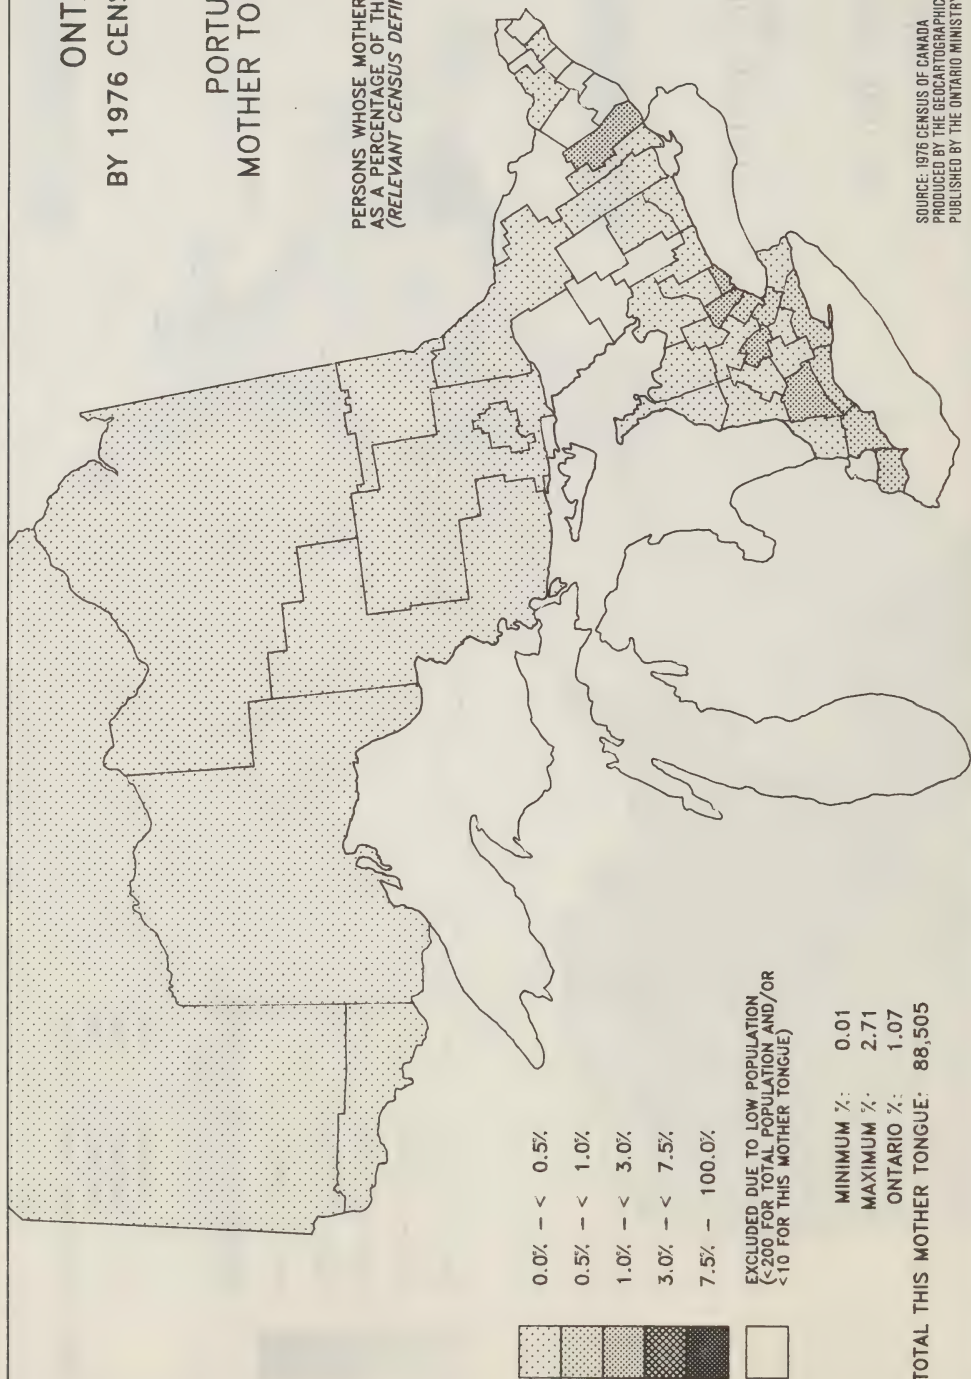 ONT
BY 1976 CENS
PORTU
MOTHER TO
PERSONS WHOSE MOTHER
AS A PERCENTAGE OF TH
(RELEVANT CENSUS DEFI
0.0% - < 0.5%
0.5% - < 1.0%
1.0% - < 3.0%
3.0% - < 7.5%
7.5% - 100.0%
EXCLUDED DUE TO LOW POPULATION
(<200 FOR TOTAL POPULATION AND/OR
<10 FOR THIS MOTHER TONGUE)
MINIMUM %: 0.01
MAXIMUM %: 2.71
ONTARIO %: 1.07
TOTAL THIS MOTHER TONGUE: 88,505
SOURCE: 1976 CENSUS OF CANADA
PRODUCED BY THE GEOCARTOGRAPHIC
PUBLISHED BY THE ONTARIO MINISTRY